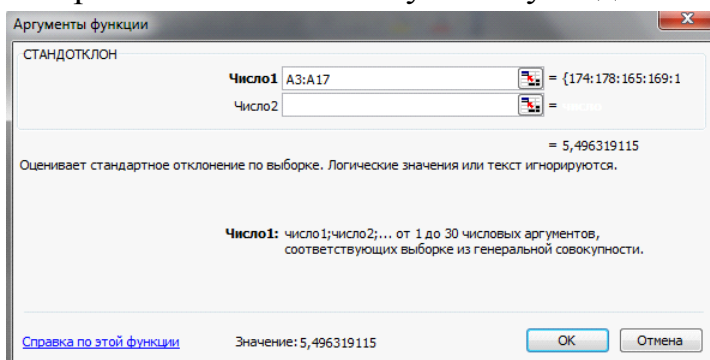 Аргументы функции
СТАНДОТКЛОН
Число1 A3:A17 = {174:178:165:169:1
Число2 =
= 5,496319115
Оценивает стандартное отклонение по выборке. Логические значения или текст игнорируются.
Число1: число1;число2;... от 1 до 30 числовых аргументов,
соответствующих выборке из генеральной совокупности.
Справка по этой функции Значение:5,496319115 ОК Отмена